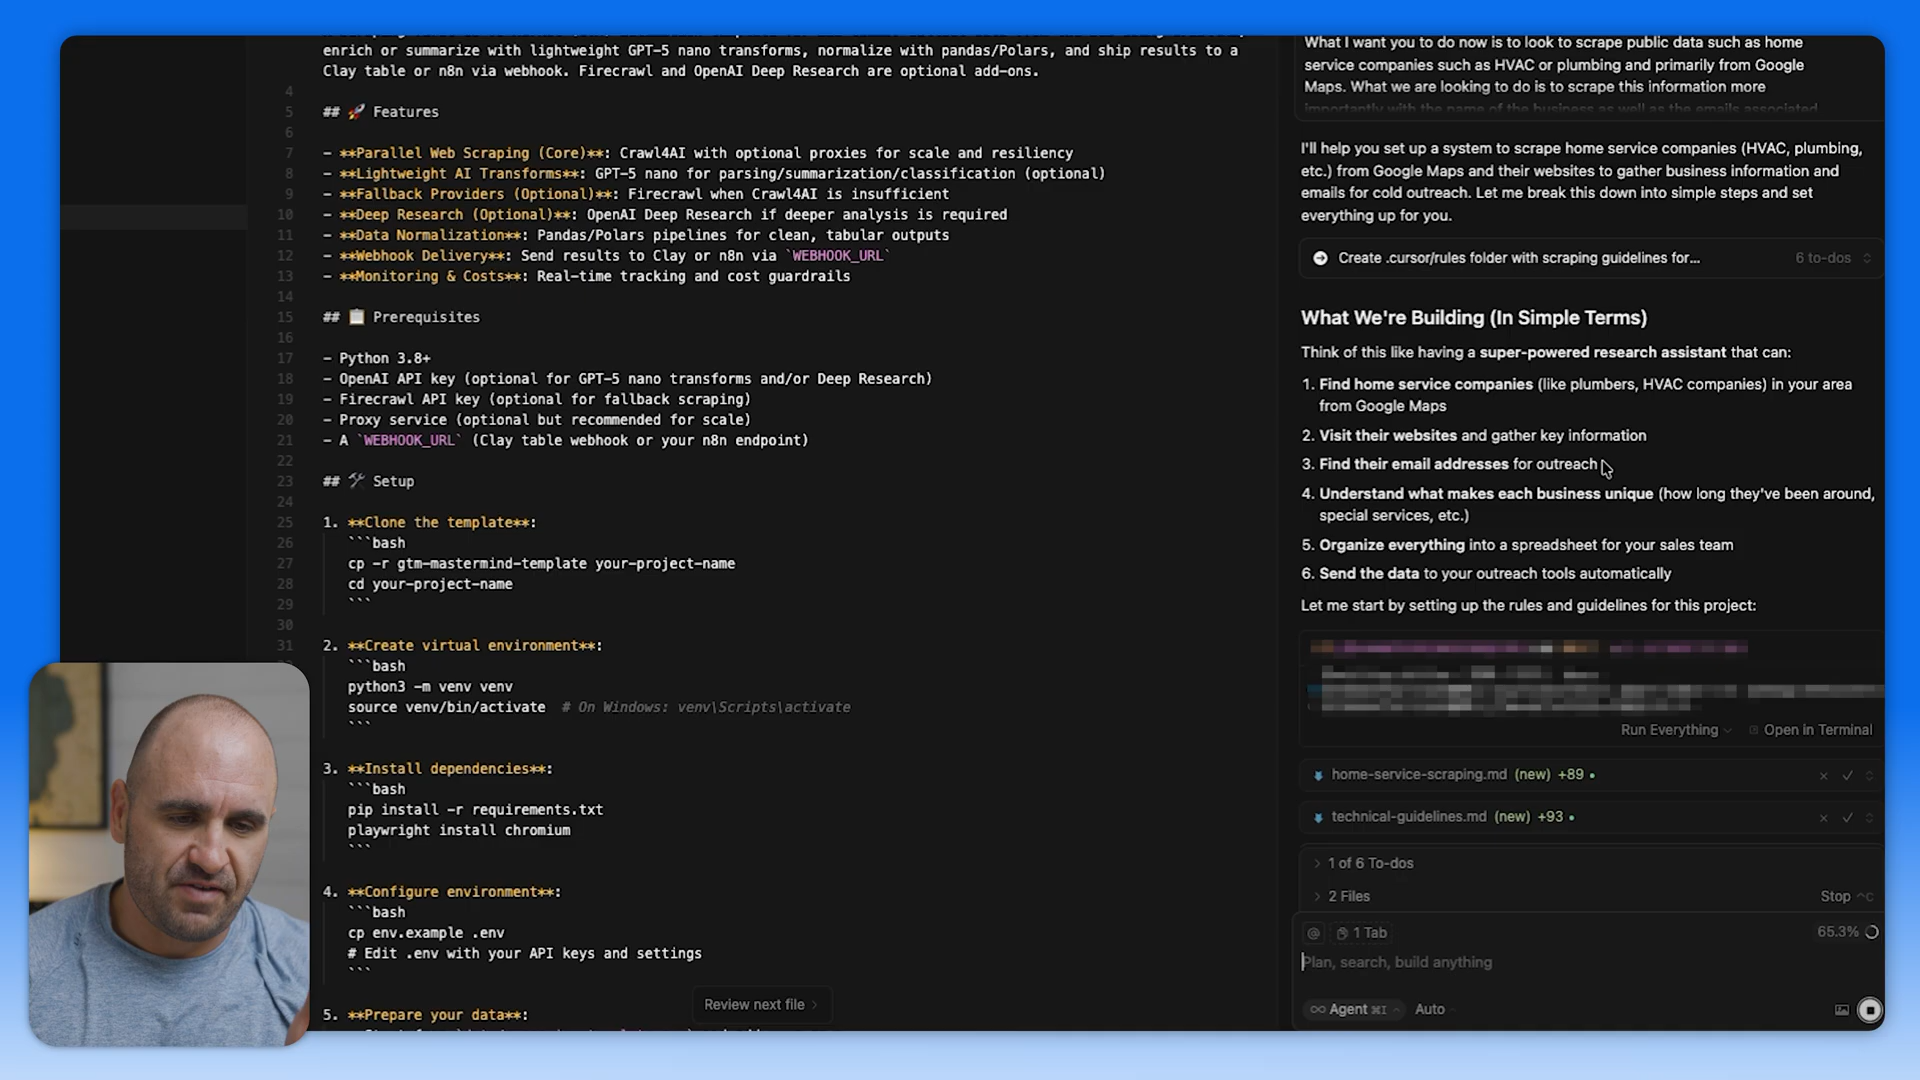 enrich or summarize with lightweight GPT-5 nano transforms, normalize with pandas/Polars, and ship results to a
Clay table or n8n via webhook. Firecrawl and OpenAI Deep Research are optional add-ons.
4
5 ## 🚀 Features
6
7 - **Parallel Web Scraping (Core)**: Crawl4AI with optional proxies for scale and resiliency
8 - **Lightweight AI Transforms**: GPT-5 nano for parsing/summarization/classification (optional)
9 - **Fallback Providers (Optional)**: Firecrawl when Crawl4AI is insufficient
10 - **Deep Research (Optional)**: OpenAI Deep Research if deeper analysis is required
11 - **Data Normalization**: Pandas/Polars pipelines for clean, tabular outputs
12 - **Webhook Delivery**: Send results to Clay or n8n via `WEBHOOK_URL`
13 - **Monitoring & Costs**: Real-time tracking and cost guardrails
14
15 ## 📋 Prerequisites
16
17 - Python 3.8+
18 - OpenAI API key (optional for GPT-5 nano transforms and/or Deep Research)
19 - Firecrawl API key (optional for fallback scraping)
20 - Proxy service (optional but recommended for scale)
21 - A `WEBHOOK_URL` (Clay table webhook or your n8n endpoint)
22
23 ## 🛠 Setup
24
25 1. **Clone the template**:
26 ```bash
27 cp -r gtm-mastermind-template your-project-name
28 cd your-project-name
29 ```
30
31 2. **Create virtual environment**:
```bash
python3 -m venv venv
source venv/bin/activate # On Windows: venv\Scripts\activate
```
3. **Install dependencies**:
```bash
pip install -r requirements.txt
playwright install chromium
```
4. **Configure environment**:
```bash
cp env.example .env
# Edit .env with your API keys and settings
```
5. **Prepare your data**:
Review next file >
What I want you to do now is to look to scrape public data such as home
service companies such as HVAC or plumbing and primarily from Google
Maps. What we are looking to do is to scrape this information more
importantly with the name of the business as well as the emails associated
I'll help you set up a system to scrape home service companies (HVAC, plumbing,
etc.) from Google Maps and their websites to gather business information and
emails for cold outreach. Let me break this down into simple steps and set
everything up for you.
Create .cursor/rules folder with scraping guidelines for... 6 to-dos
What We're Building (In Simple Terms)
Think of this like having a super-powered research assistant that can:
1. Find home service companies (like plumbers, HVAC companies) in your area
from Google Maps
2. Visit their websites and gather key information
3. Find their email addresses for outreach
4. Understand what makes each business unique (how long they've been around,
special services, etc.)
5. Organize everything into a spreadsheet for your sales team
6. Send the data to your outreach tools automatically
Let me start by setting up the rules and guidelines for this project:
Run Everything Open in Terminal
home-service-scraping.md (new) +89
technical-guidelines.md (new) +93
> 1 of 6 To-dos
> 2 Files Stop ^C
@ 1 Tab 65.3%
Plan, search, build anything
∞ Agent ⌘I Auto